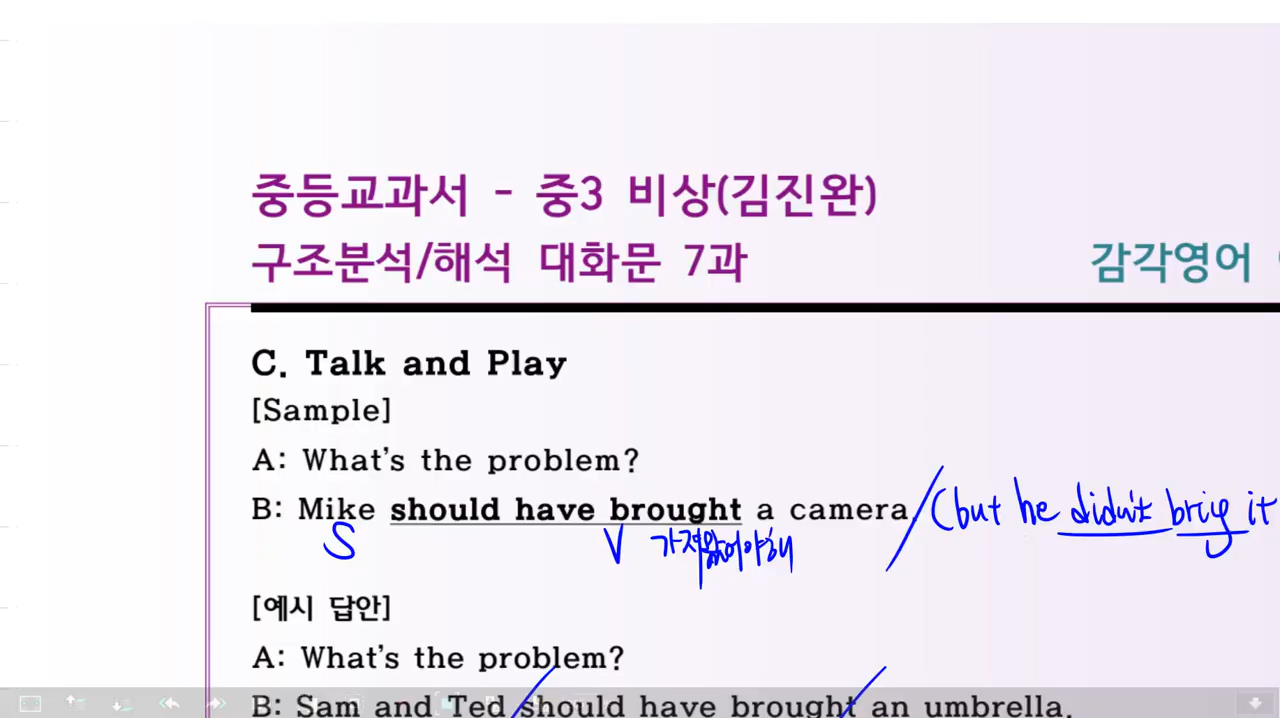 중등교과서 - 중3 비상(김진완)
구조분석/해석 대화문 7과
감각영어
C. Talk and Play
[Sample]
A: What's the problem?
B: Mike should have brought a camera. (but he didn't bring it
S V 가져왔어야해
[예시 답안]
A: What's the problem?
B: Sam and Ted should have brought an umbrella.